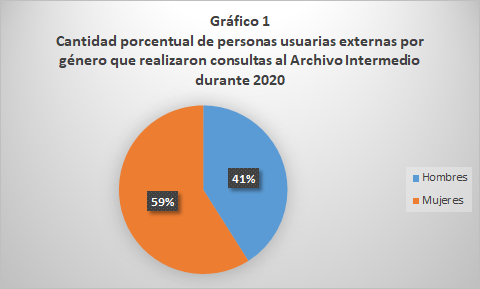 Gráfico 1
Cantidad porcentual de personas usuarias externas por
género que realizaron consultas al Archivo Intermedio
durante 2020
41%
59%
Hombres
Mujeres